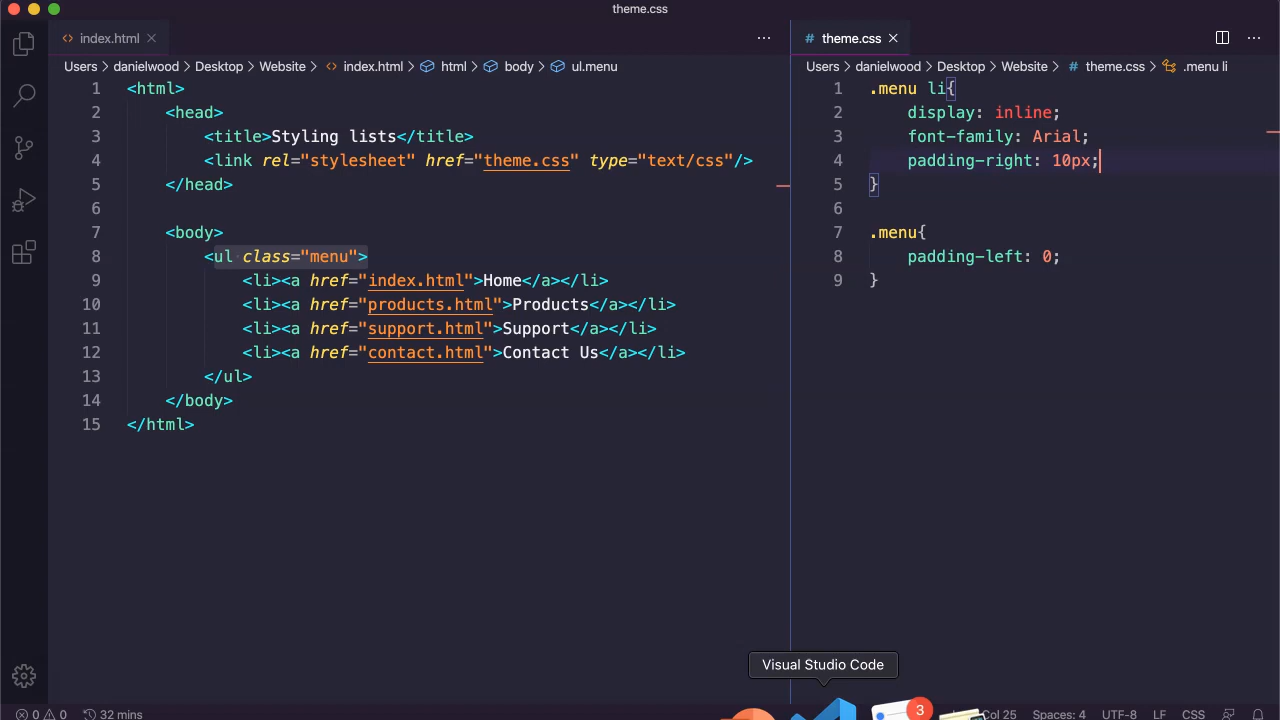 theme.css
index.html
# theme.css
Users > danielwood > Desktop > Website > index.html > html > body > ul.menu
Users > danielwood > Desktop > Website > # theme.css > .menu li
1 <html>
2 <head>
3 <title>Styling lists</title>
4 <link rel="stylesheet" href="theme.css" type="text/css"/>
5 </head>
6
7 <body>
8 <ul class="menu">
9 <li><a href="index.html">Home</a></li>
10 <li><a href="products.html">Products</a></li>
11 <li><a href="support.html">Support</a></li>
12 <li><a href="contact.html">Contact Us</a></li>
13 </ul>
14 </body>
15 </html>
1 .menu li{
2 display: inline;
3 font-family: Arial;
4 padding-right: 10px;
5 }
6
7 .menu{
8 padding-left: 0;
9 }
Visual Studio Code
3
0 0 32 mins
Col 25 Spaces: 4 UTF-8 LF CSS